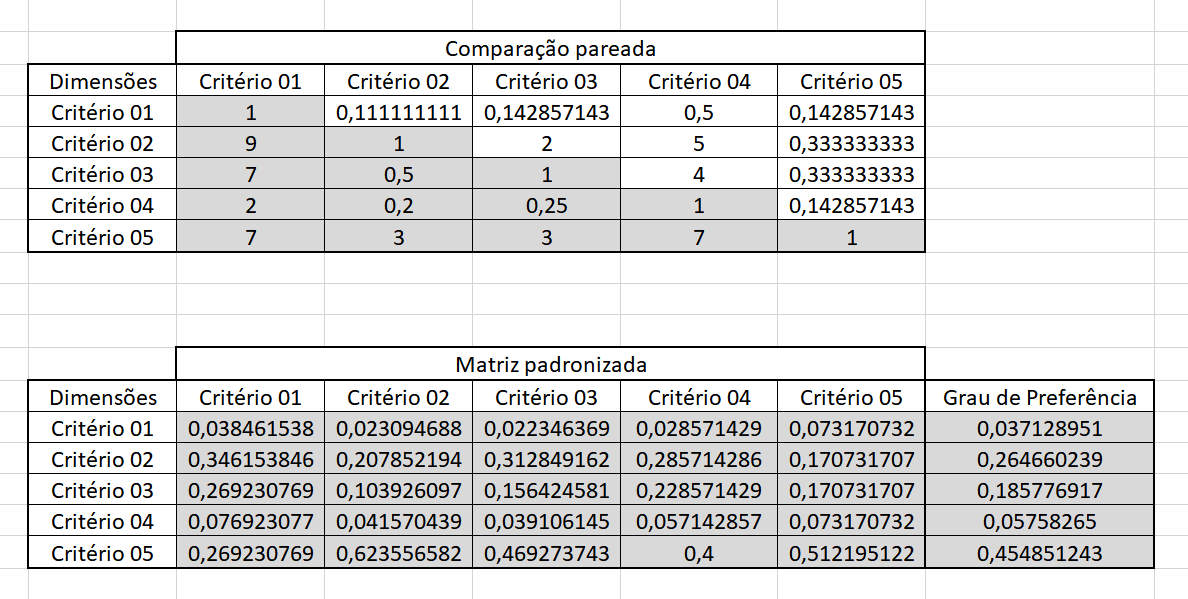 Comparação pareada
Dimensões Critério 01 Critério 02 Critério 03 Critério 04 Critério 05
Critério 01 1 0,111111111 0,142857143 0,5 0,142857143
Critério 02 9 1 2 5 0,333333333
Critério 03 7 0,5 1 4 0,333333333
Critério 04 2 0,2 0,25 1 0,142857143
Critério 05 7 3 3 7 1
Matriz padronizada
Dimensões Critério 01 Critério 02 Critério 03 Critério 04 Critério 05 Grau de Preferência
Critério 01 0,038461538 0,023094688 0,022346369 0,028571429 0,073170732 0,037128951
Critério 02 0,346153846 0,207852194 0,312849162 0,285714286 0,170731707 0,264660239
Critério 03 0,269230769 0,103926097 0,156424581 0,228571429 0,170731707 0,185776917
Critério 04 0,076923077 0,041570439 0,039106145 0,057142857 0,073170732 0,05758265
Critério 05 0,269230769 0,623556582 0,469273743 0,4 0,512195122 0,454851243